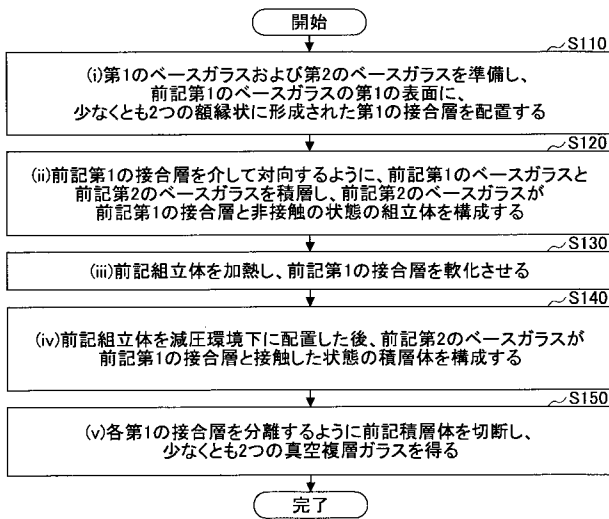 開始
S110
(i)第1のベースガラスおよび第2のベースガラスを準備し、
前記第1のベースガラスの第1の表面に、
少なくとも2つの額縁状に形成された第1の接合層を配置する
S120
(ii)前記第1の接合層を介して対向するように、前記第1のベースガラスと
前記第2のベースガラスを積層し、前記第2のベースガラスが
前記第1の接合層と非接触の状態の組立体を構成する
S130
(iii)前記組立体を加熱し、前記第1の接合層を軟化させる
S140
(iv)前記組立体を減圧環境下に配置した後、前記第2のベースガラスが
前記第1の接合層と接触した状態の積層体を構成する
S150
(v)各第1の接合層を分離するように前記積層体を切断し、
少なくとも2つの真空複層ガラスを得る
完了